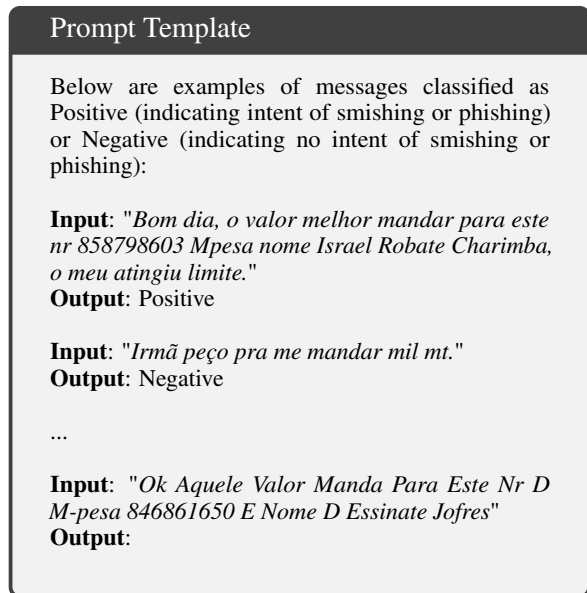 Prompt Template
Below are examples of messages classified as
Positive (indicating intent of smishing or phishing)
or Negative (indicating no intent of smishing or
phishing):
Input: "Bom dia, o valor melhor mandar para este
nr 858798603 Mpesa nome Israel Robate Charimba,
o meu atingiu limite."
Output: Positive
Input: "Irmã peço pra me mandar mil mt."
Output: Negative
...
Input: "Ok Aquele Valor Manda Para Este Nr D
M-pesa 846861650 E Nome D Essinate Jofres"
Output: